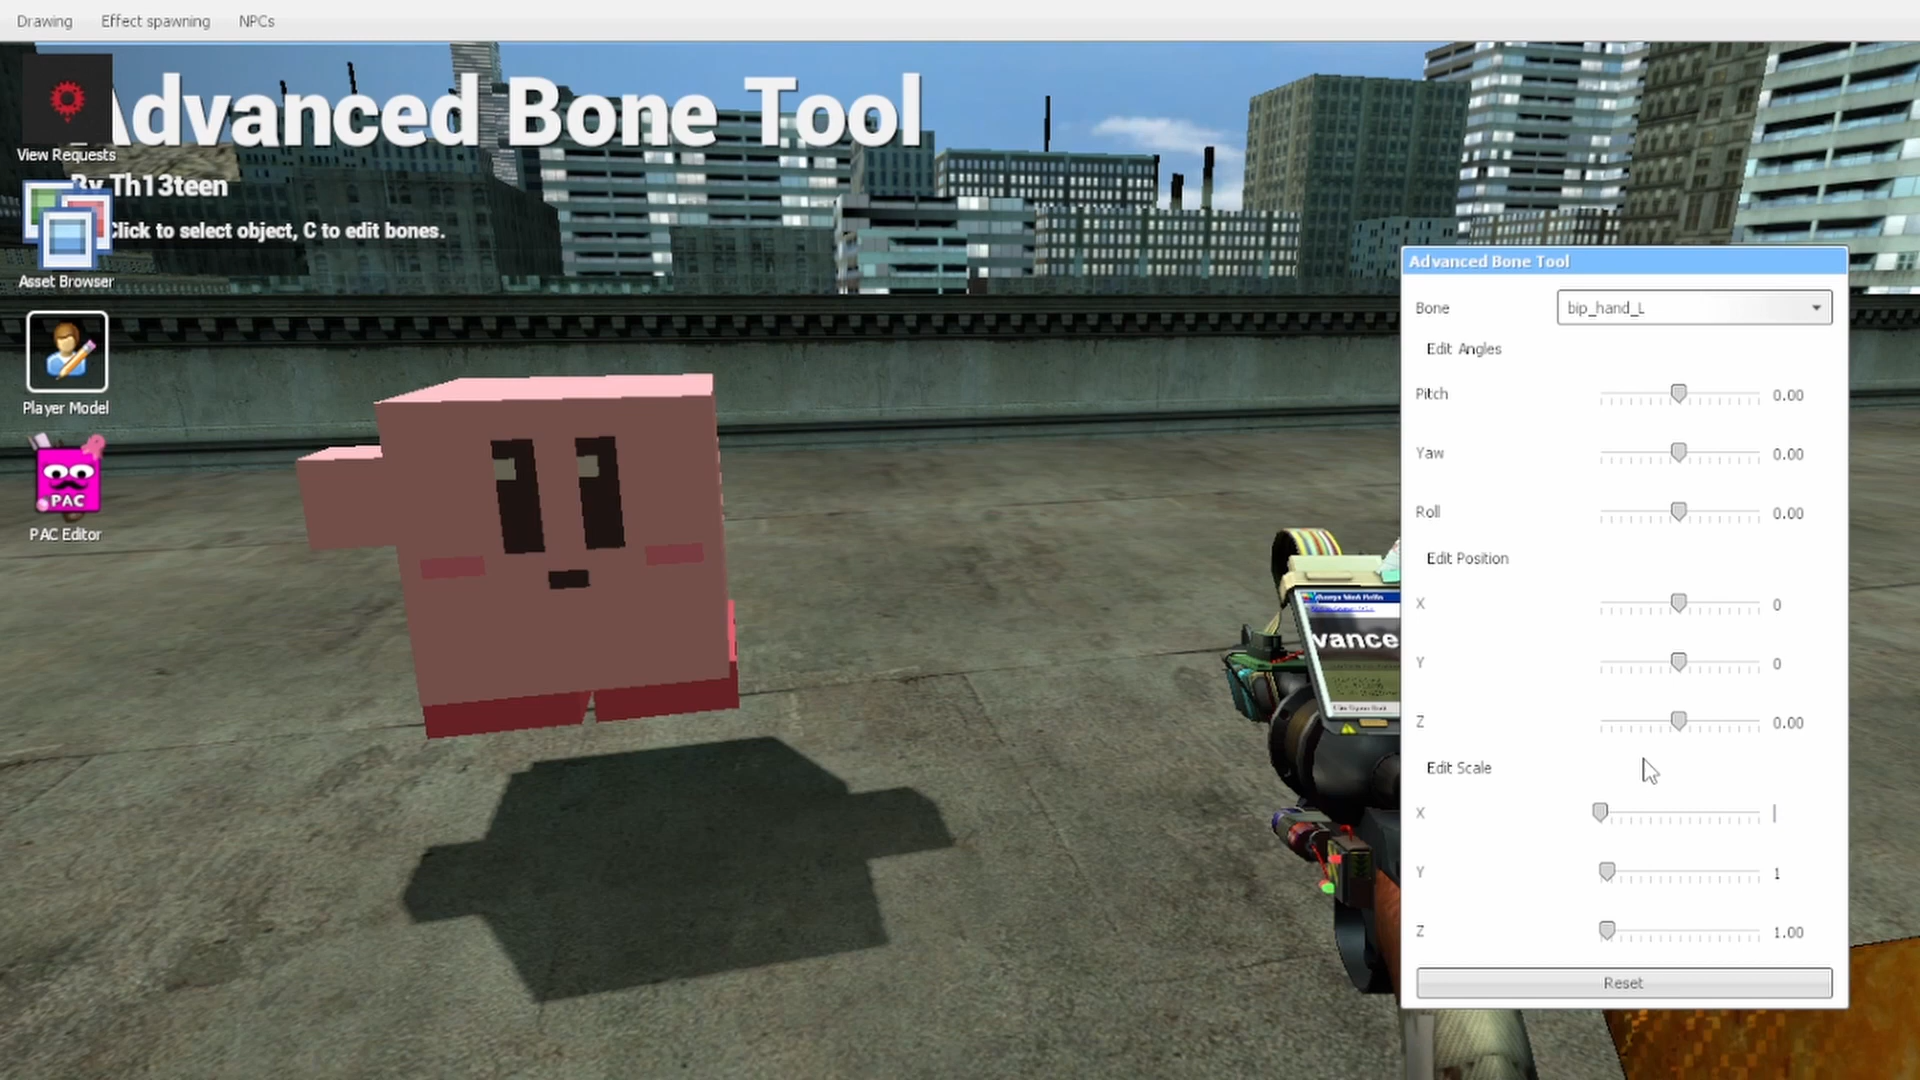 Drawing Effect spawning NPCs
Advanced Bone Tool
View Requests
By Th13teen
Click to select object, C to edit bones.
Asset Browser
Player Model
PAC
PAC Editor
Advanced Bone Tool
Bone bip_hand_L
Edit Angles
Pitch 0.00
Yaw 0.00
Roll 0.00
Edit Position
X 0
Y 0
Z 0.00
Edit Scale
X
Y 1
Z 1.00
Reset
vance